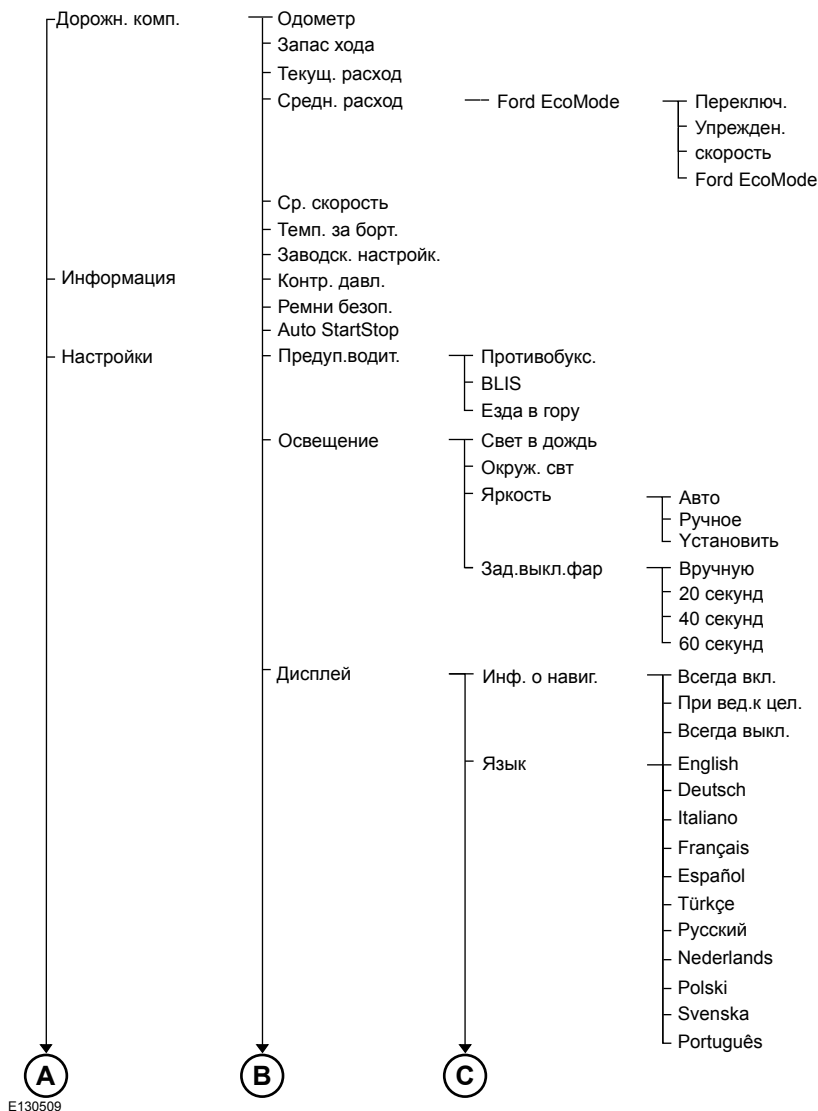 Дорожн. комп.
Одометр
Запас хода
Текущ. расход
Средн. расход
Ford EcoMode
Переключ.
Упрежден.
скорость
Ford EcoMode
Ср. скорость
Темп. за борт.
Заводск. настройк.
Информация
Контр. давл.
Ремни безоп.
Auto StartStop
Настройки
Предуп.водит.
Противобукс.
BLIS
Езда в гору
Освещение
Свет в дождь
Окруж. свт
Яркость
Авто
Ручное
Yстановить
Зад.выкл.фар
Вручную
20 секунд
40 секунд
60 секунд
Дисплей
Инф. о навиг.
Всегда вкл.
При вед.к цел.
Всегда выкл.
Язык
English
Deutsch
Italiano
Français
Español
Türkçe
Русский
Nederlands
Polski
Svenska
Português
A
B
C
E130509